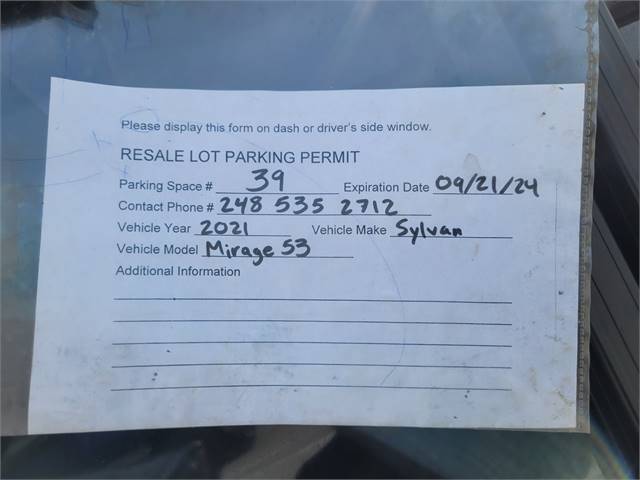 Please display this form on dash or driver's side window.
RESALE LOT PARKING PERMIT
Parking Space # 39 Expiration Date 09/21/24
Contact Phone # 248 535 2712
Vehicle Year 2021 Vehicle Make Sylvan
Vehicle Model Mirage S3
Additional Information